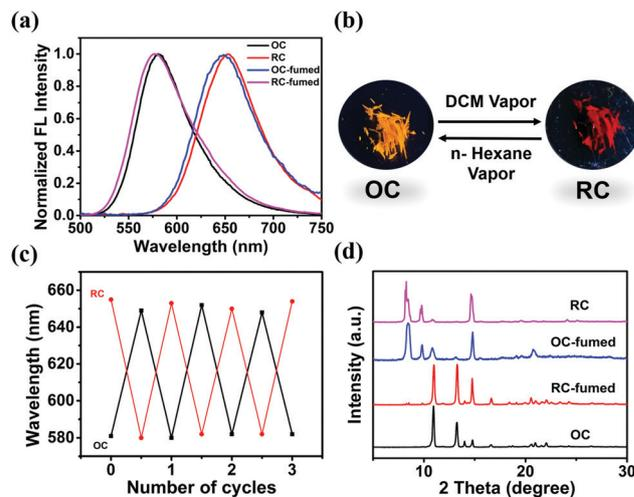 (a)
Normalized FL Intensity
1.0
0.8
0.6
0.4
0.2
0.0
OC
RC
OC-fumed
RC-fumed
500 550 600 650 700 750
Wavelength (nm)
(b)
DCM Vapor
n- Hexane
Vapor
OC
RC
(c)
Wavelength (nm)
660
640
620
600
580
RC
OC
0 1 2 3
Number of cycles
(d)
Intensity (a.u.)
RC
OC-fumed
RC-fumed
OC
10 20 30
2 Theta (degree)